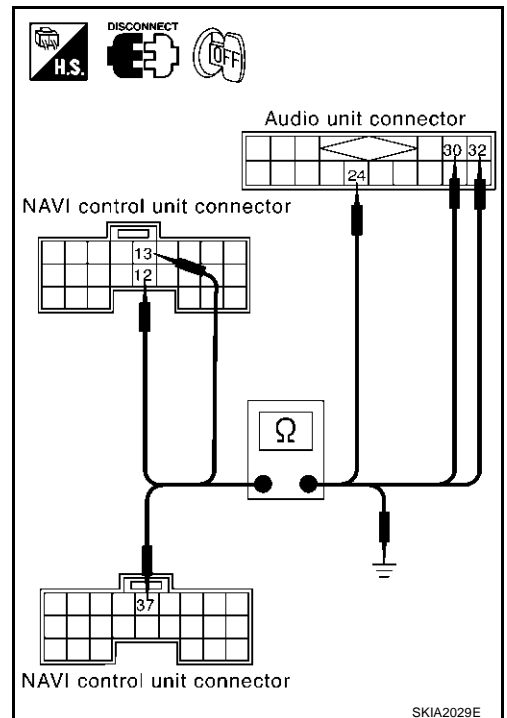 DISCONNECT
H.S.
OFF
Audio unit connector
30 32
24
NAVI control unit connector
13
12
Ω
37
NAVI control unit connector
SKIA2029E